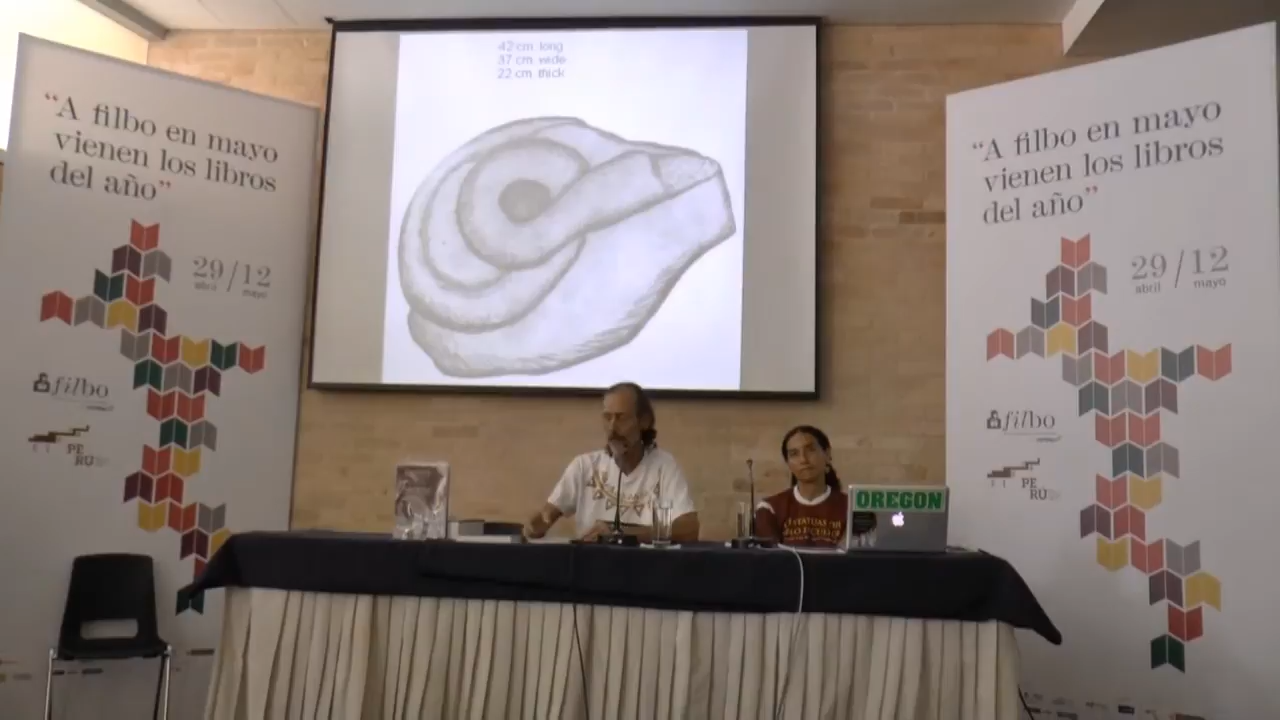 42 cm long
37 cm wide
22 cm thick
“A filbo en mayo
vienen los libros
del año”
29/12
abril mayo
filbo
PE
RÚ
“A filbo en mayo
vienen los libros
del año”
29/12
abril mayo
filbo
PE
RÚ
OREGON